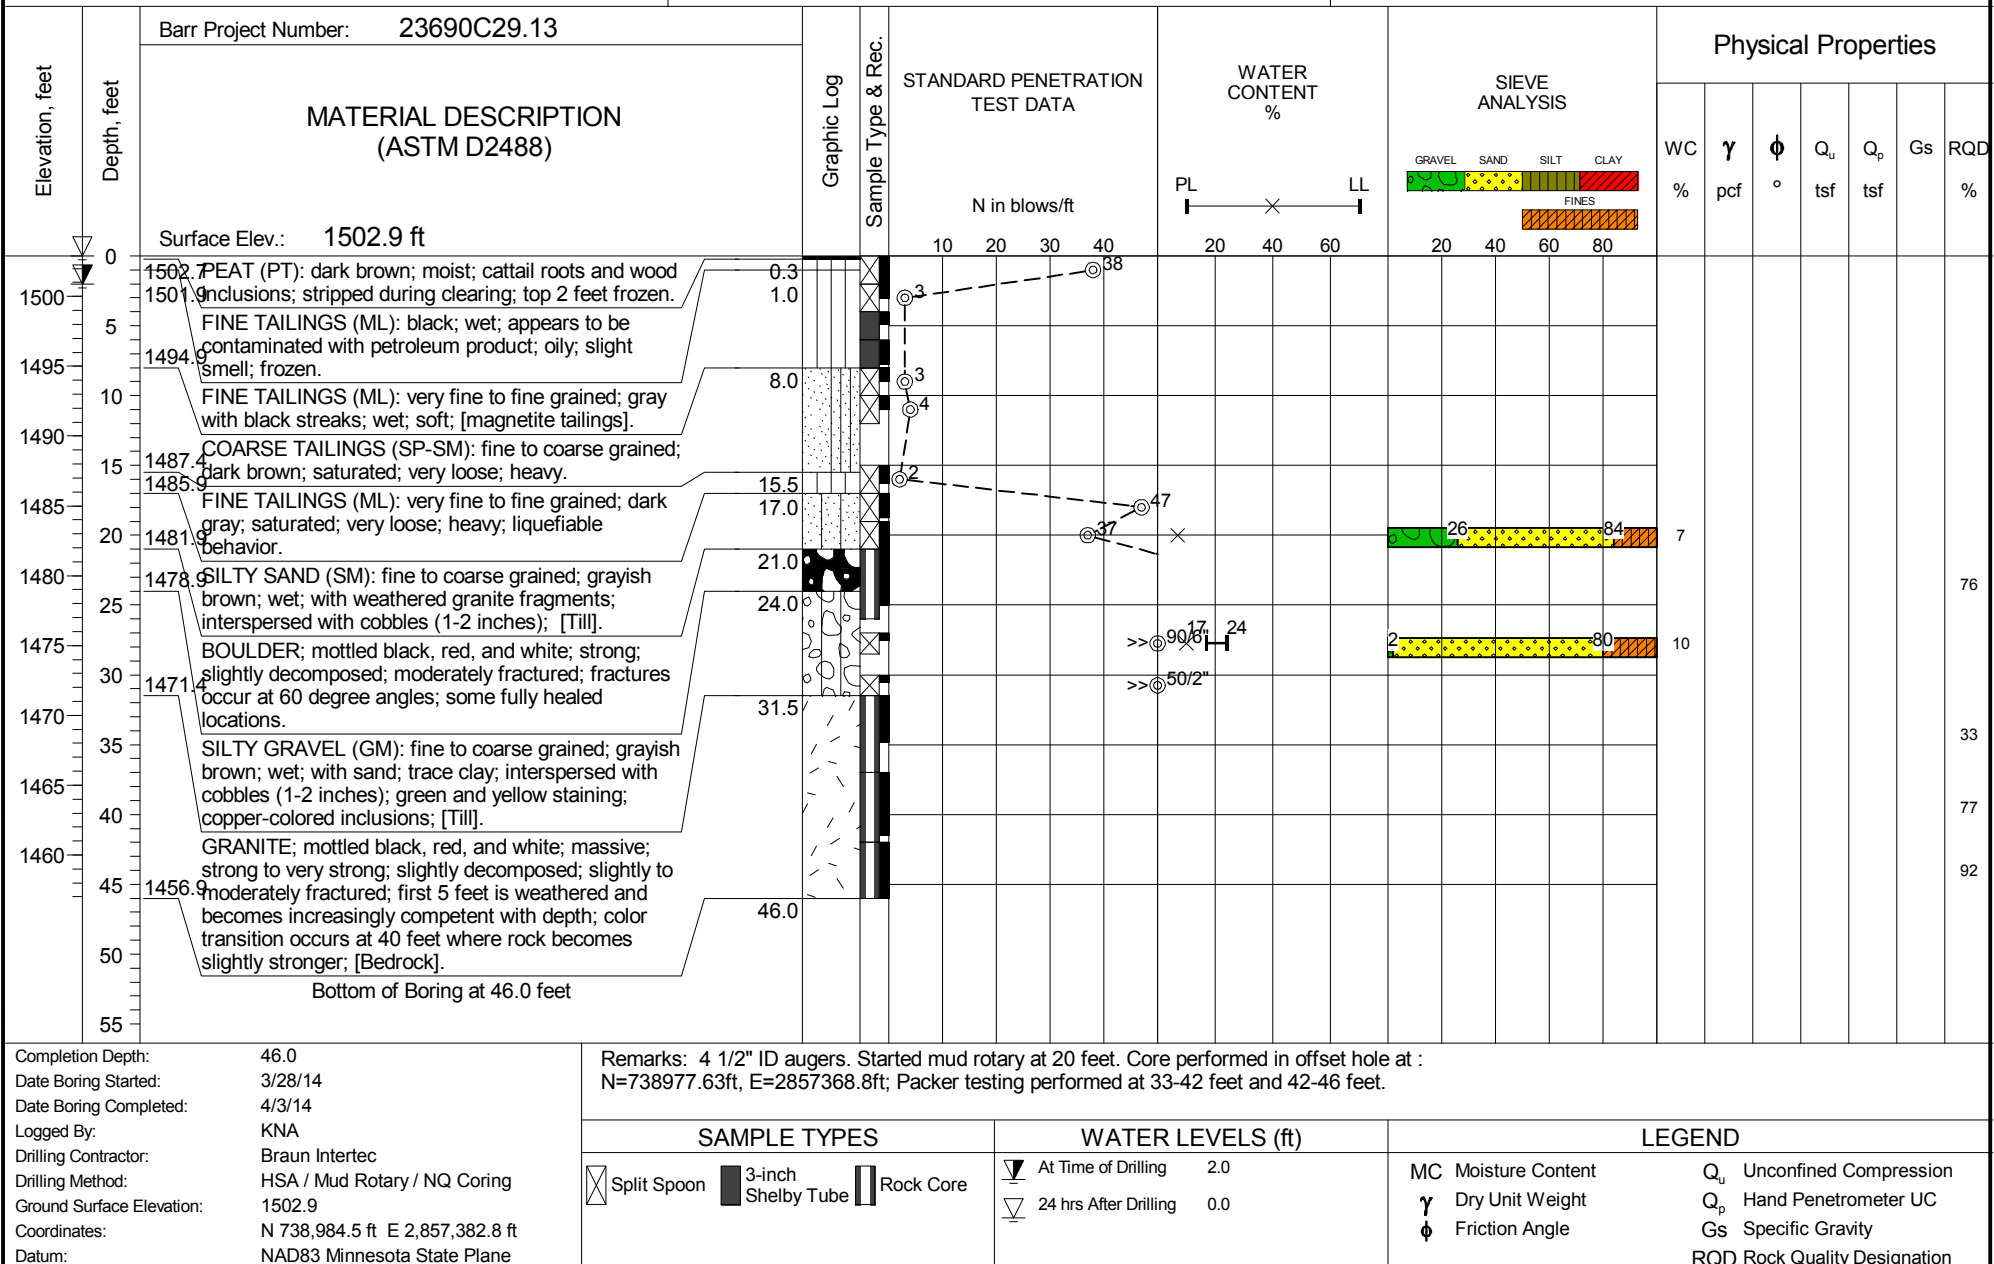 Barr Project Number: 23690C29.13
Elevation, feet
Depth, feet
MATERIAL DESCRIPTION
(ASTM D2488)
Surface Elev.: 1502.9 ft
Graphic Log
Sample Type & Rec.
STANDARD PENETRATION
TEST DATA
N in blows/ft
10 20 30 40
WATER
CONTENT
%
PL LL
20 40 60
SIEVE
ANALYSIS
GRAVEL SAND SILT CLAY
FINES
20 40 60 80
Physical Properties
WC γ ϕ Qu Qp Gs RQD
% pcf ° tsf tsf %
1500
1495
1490
1485
1480
1475
1470
1465
1460
0
5
10
15
20
25
30
35
40
45
50
55
1502.7
1501.9
1494.9
1487.4
1485.9
1481.9
1478.9
1471.4
1456.9
PEAT (PT): dark brown; moist; cattail roots and wood
inclusions; stripped during clearing; top 2 feet frozen.
FINE TAILINGS (ML): black; wet; appears to be
contaminated with petroleum product; oily; slight
smell; frozen.
FINE TAILINGS (ML): very fine to fine grained; gray
with black streaks; wet; soft; [magnetite tailings].
COARSE TAILINGS (SP-SM): fine to coarse grained;
dark brown; saturated; very loose; heavy.
FINE TAILINGS (ML): very fine to fine grained; dark
gray; saturated; very loose; heavy; liquefiable
behavior.
SILTY SAND (SM): fine to coarse grained; grayish
brown; wet; with weathered granite fragments;
interspersed with cobbles (1-2 inches); [Till].
BOULDER; mottled black, red, and white; strong;
slightly decomposed; moderately fractured; fractures
occur at 60 degree angles; some fully healed
locations.
SILTY GRAVEL (GM): fine to coarse grained; grayish
brown; wet; with sand; trace clay; interspersed with
cobbles (1-2 inches); green and yellow staining;
copper-colored inclusions; [Till].
GRANITE; mottled black, red, and white; massive;
strong to very strong; slightly decomposed; slightly to
moderately fractured; first 5 feet is weathered and
becomes increasingly competent with depth; color
transition occurs at 40 feet where rock becomes
slightly stronger; [Bedrock].
Bottom of Boring at 46.0 feet
0.3
1.0
8.0
15.5
17.0
21.0
24.0
31.5
46.0
38
3
3
4
2
47
37
>> 90/6"
>> 50/2"
17 24
26 84
2 80
7
10
76
33
77
92
Completion Depth: 46.0
Date Boring Started: 3/28/14
Date Boring Completed: 4/3/14
Logged By: KNA
Drilling Contractor: Braun Intertec
Drilling Method: HSA / Mud Rotary / NQ Coring
Ground Surface Elevation: 1502.9
Coordinates: N 738,984.5 ft E 2,857,382.8 ft
Datum: NAD83 Minnesota State Plane
Remarks: 4 1/2" ID augers. Started mud rotary at 20 feet. Core performed in offset hole at :
N=738977.63ft, E=2857368.8ft; Packer testing performed at 33-42 feet and 42-46 feet.
SAMPLE TYPES
Split Spoon
3-inch
Shelby Tube
Rock Core
WATER LEVELS (ft)
At Time of Drilling 2.0
24 hrs After Drilling 0.0
LEGEND
MC Moisture Content
γ Dry Unit Weight
ϕ Friction Angle
Qu Unconfined Compression
Qp Hand Penetrometer UC
Gs Specific Gravity
RQD Rock Quality Designation